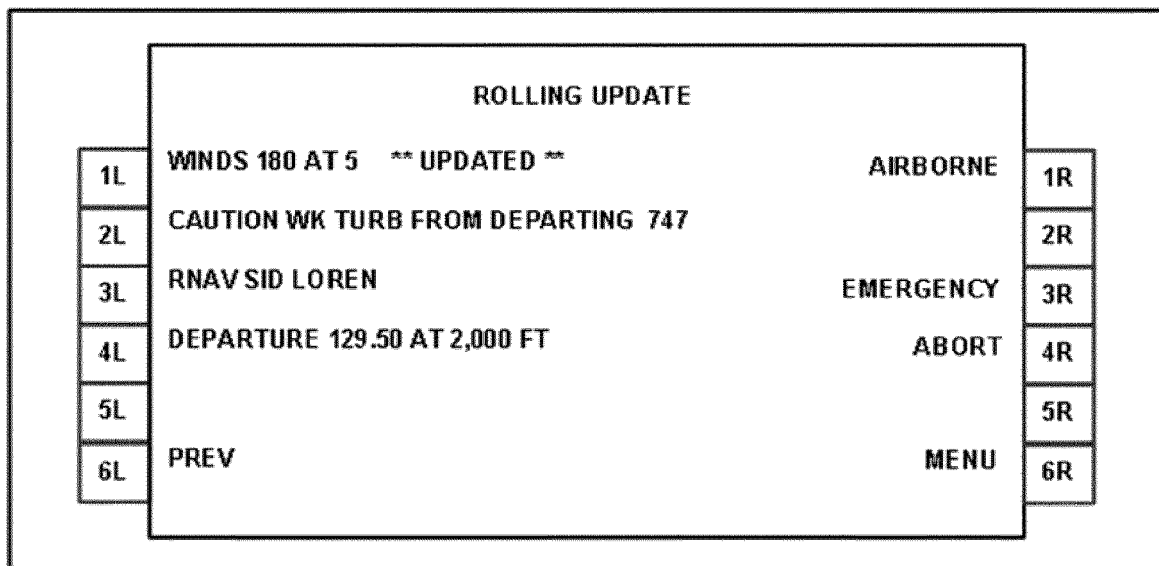 ROLLING UPDATE
1L WINDS 180 AT 5 ** UPDATED ** AIRBORNE 1R
2L CAUTION WK TURB FROM DEPARTING 747 2R
3L RNAV SID LOREN EMERGENCY 3R
4L DEPARTURE 129.50 AT 2,000 FT ABORT 4R
5L 5R
6L PREV MENU 6R